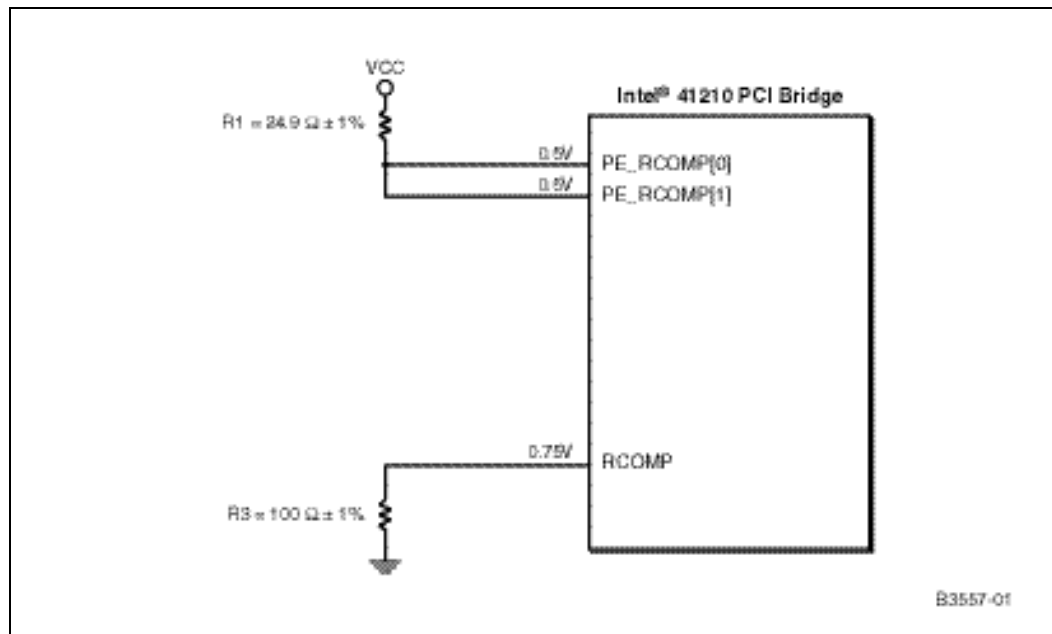 VCC
Intel® 41210 PCI Bridge
R1 = 24.9 Ω ± 1%
0.5V
PE_RCOMP[0]
0.5V
PE_RCOMP[1]
0.75V
RCOMP
R3 = 100 Ω ± 1%
B3557-01